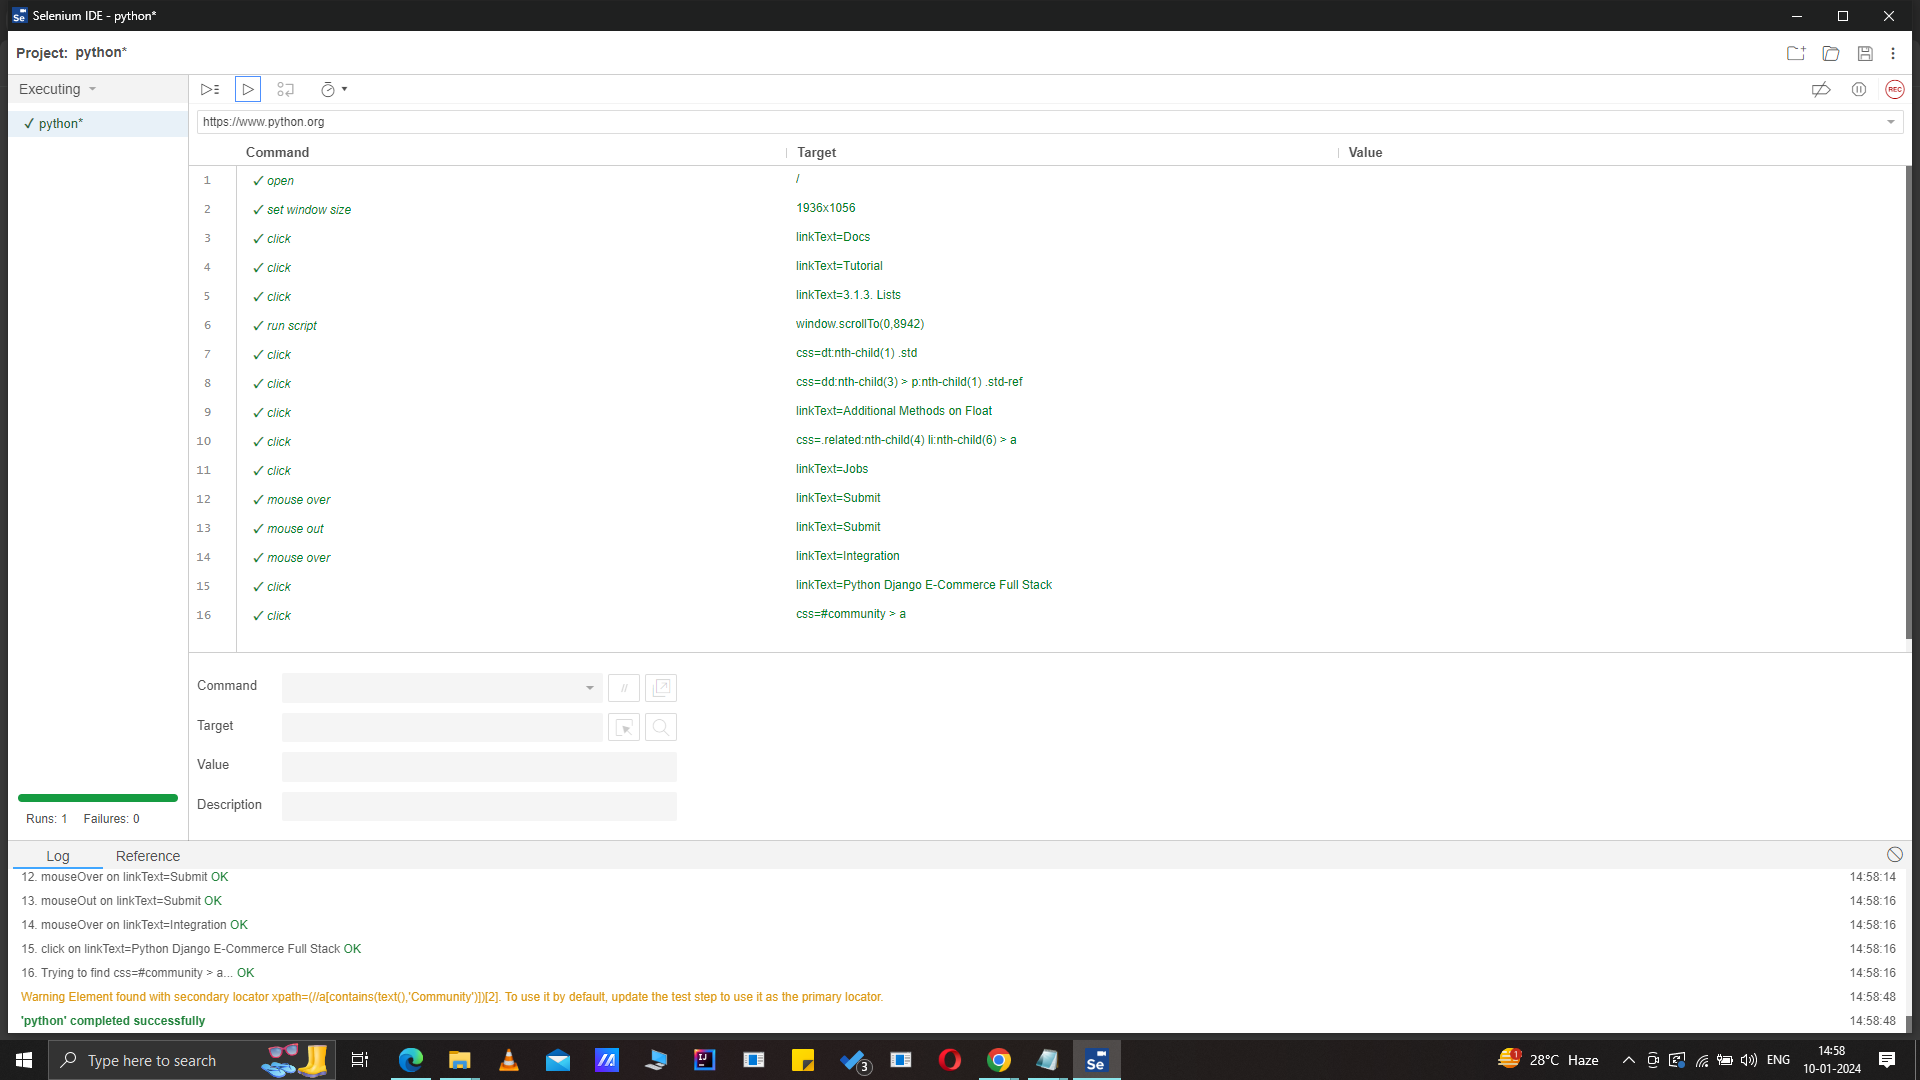 Selenium IDE - python*
Project: python*
Executing
https://www.python.org
✓ python*
Command Target Value
1 ✓ open /
2 ✓ set window size 1936x1056
3 ✓ click linkText=Docs
4 ✓ click linkText=Tutorial
5 ✓ click linkText=3.1.3. Lists
6 ✓ run script window.scrollTo(0,8942)
7 ✓ click css=dt:nth-child(1) .std
8 ✓ click css=dd:nth-child(3) > p:nth-child(1) .std-ref
9 ✓ click linkText=Additional Methods on Float
10 ✓ click css=.related:nth-child(4) li:nth-child(6) > a
11 ✓ click linkText=Jobs
12 ✓ mouse over linkText=Submit
13 ✓ mouse out linkText=Submit
14 ✓ mouse over linkText=Integration
15 ✓ click linkText=Python Django E-Commerce Full Stack
16 ✓ click css=#community > a
Command
//
Target
Value
Description
Runs: 1 Failures: 0
REC
Log Reference
12. mouseOver on linkText=Submit OK 14:58:14
13. mouseOut on linkText=Submit OK 14:58:16
14. mouseOver on linkText=Integration OK 14:58:16
15. click on linkText=Python Django E-Commerce Full Stack OK 14:58:16
16. Trying to find css=#community > a... OK 14:58:16
Warning Element found with secondary locator xpath=(//a[contains(text(),'Community')])[2]. To use it by default, update the test step to use it as the primary locator. 14:58:48
'python' completed successfully 14:58:48
Type here to search
3
Se
1
28°C Haze
ENG
14:58
10-01-2024